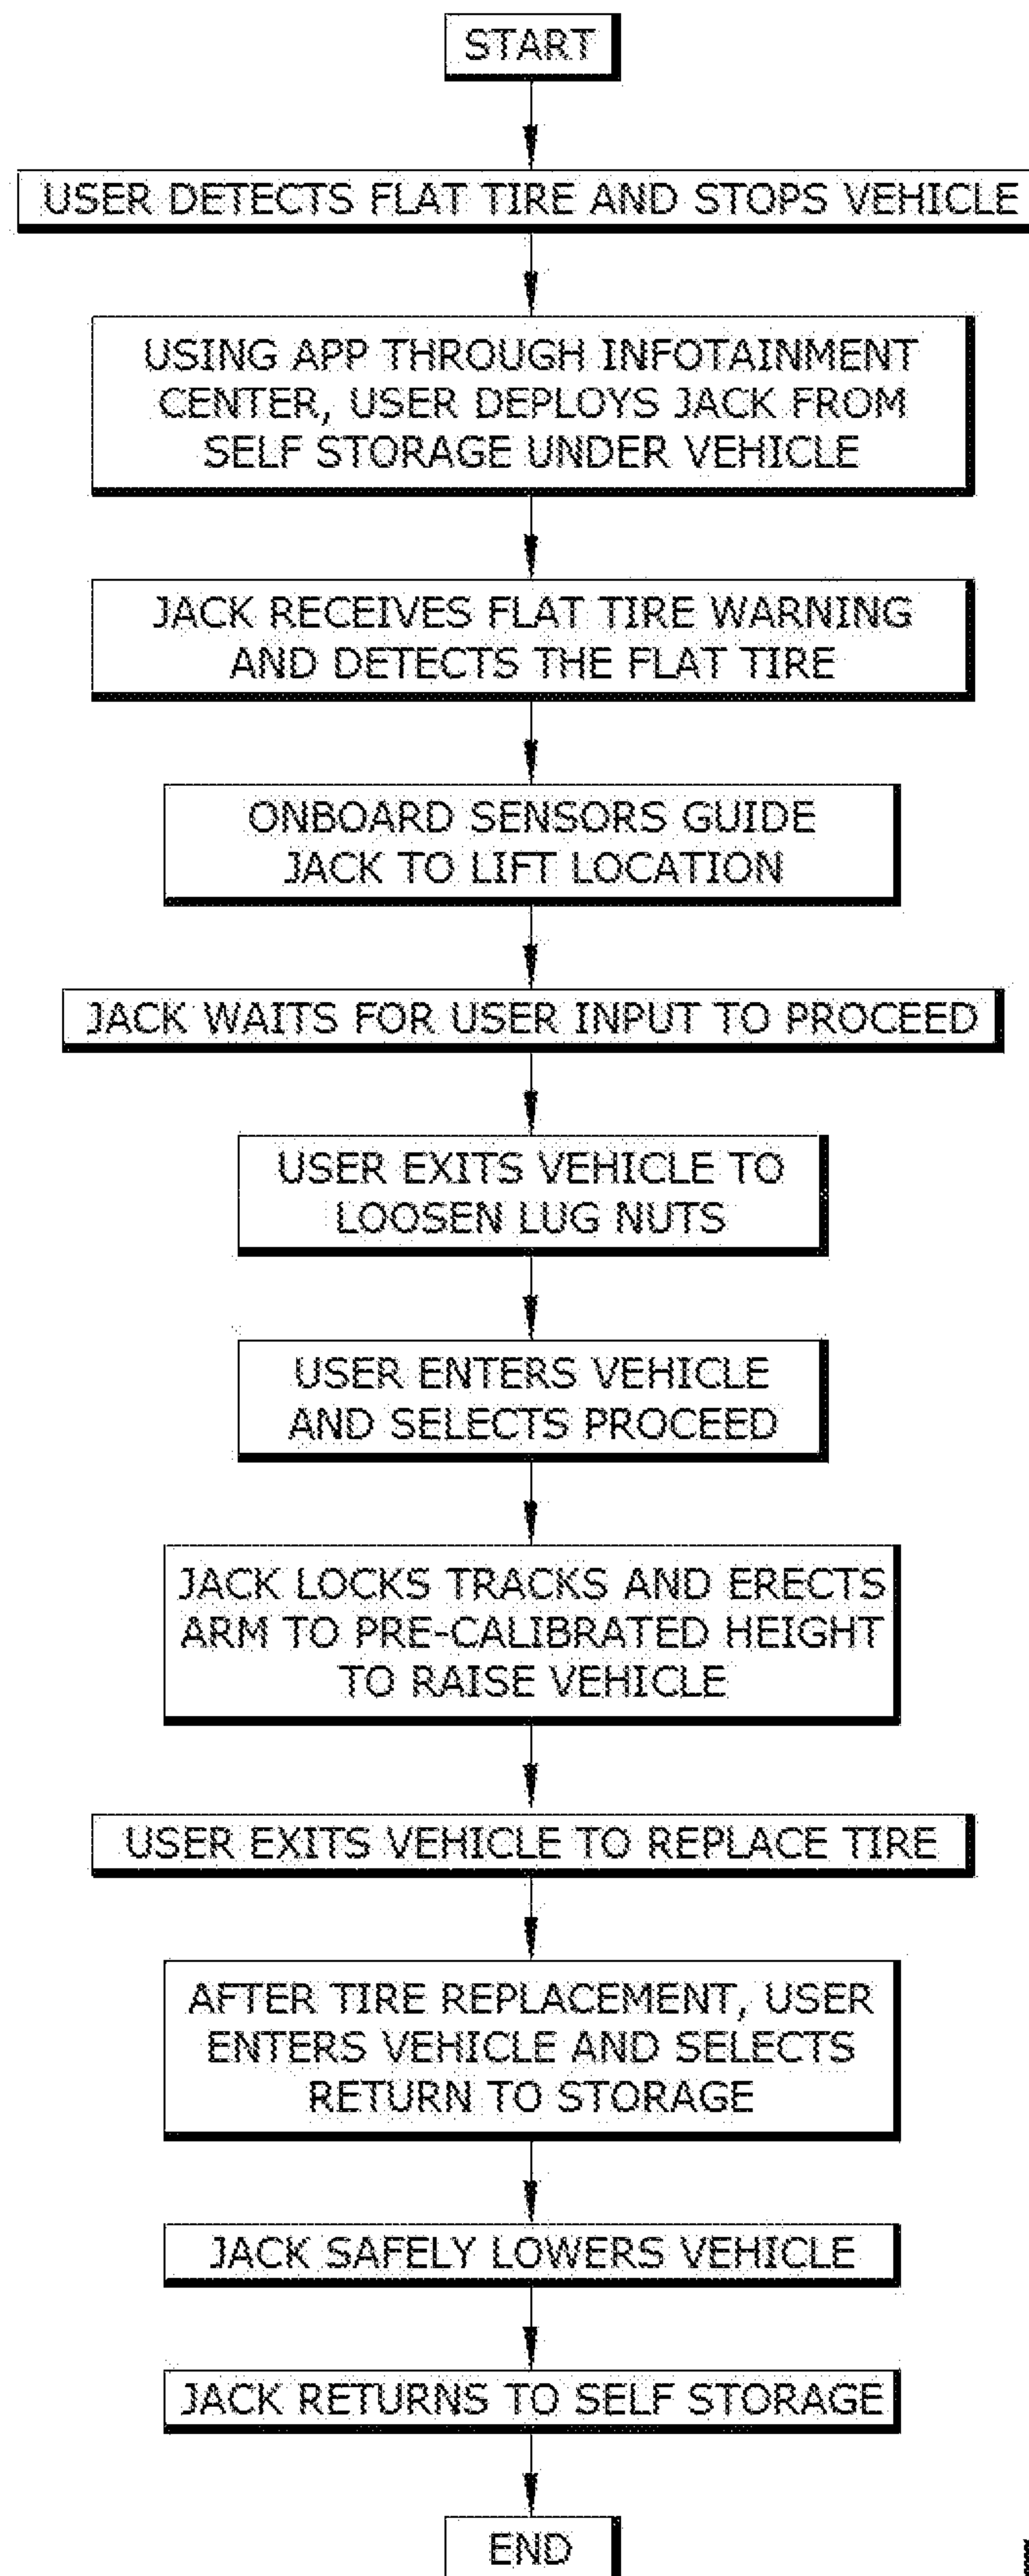 START
USER DETECTS FLAT TIRE AND STOPS VEHICLE
USING APP THROUGH INFOTAINMENT
CENTER, USER DEPLOYS JACK FROM
SELF STORAGE UNDER VEHICLE
JACK RECEIVES FLAT TIRE WARNING
AND DETECTS THE FLAT TIRE
ONBOARD SENSORS GUIDE
JACK TO LIFT LOCATION
JACK WAITS FOR USER INPUT TO PROCEED
USER EXITS VEHICLE TO
LOOSEN LUG NUTS
USER ENTERS VEHICLE
AND SELECTS PROCEED
JACK LOCKS TRACKS AND ERECTS
ARM TO PRE-CALIBRATED HEIGHT
TO RAISE VEHICLE
USER EXITS VEHICLE TO REPLACE TIRE
AFTER TIRE REPLACEMENT, USER
ENTERS VEHICLE AND SELECTS
RETURN TO STORAGE
JACK SAFELY LOWERS VEHICLE
JACK RETURNS TO SELF STORAGE
END